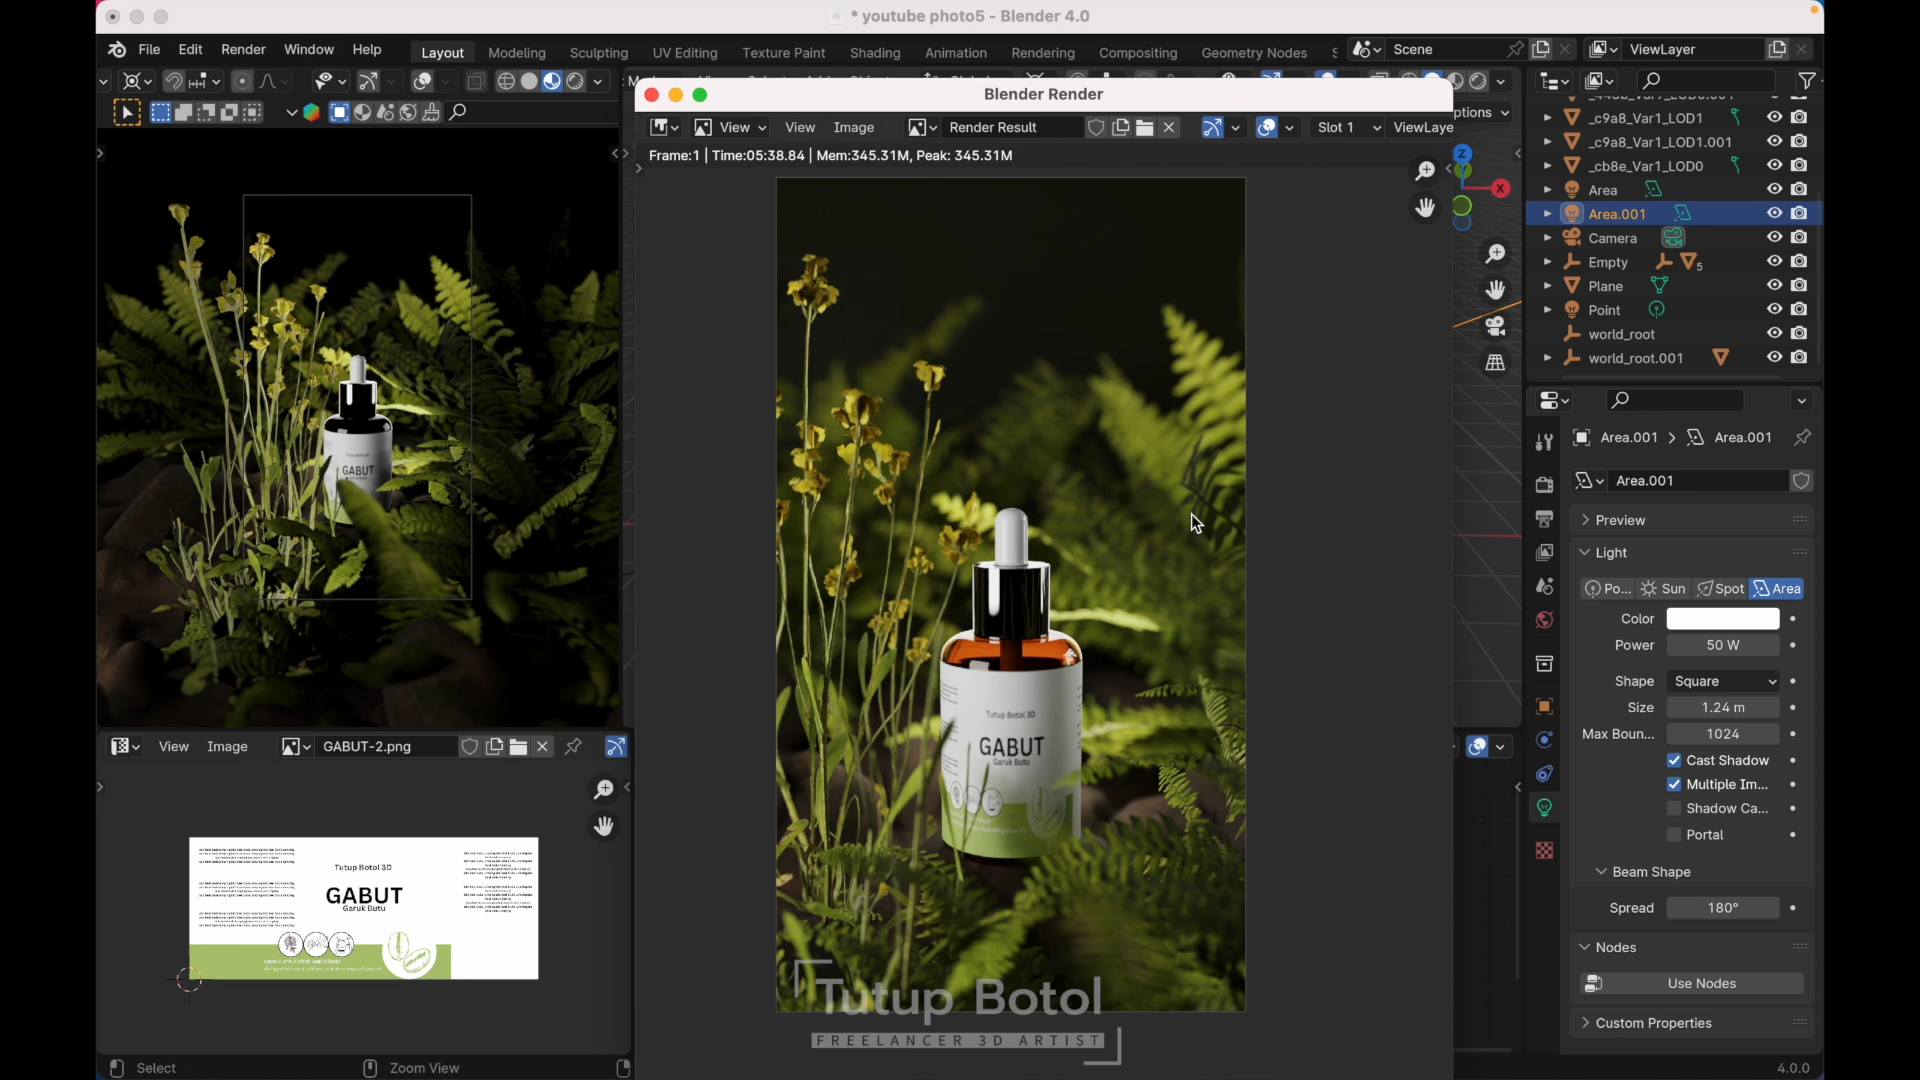 * youtube photo5 - Blender 4.0
File Edit Render Window Help
Layout Modeling Sculpting UV Editing Texture Paint Shading Animation Rendering Compositing Geometry Nodes
Scene
ViewLayer
Blender Render
View View Image Render Result Slot 1 ViewLaye
Frame:1 | Time:05:38.84 | Mem:345.31M, Peak: 345.31M
ptions
Z
X
_c9a8_Var1_LOD1
_c9a8_Var1_LOD1.001
_cb8e_Var1_LOD0
Area
Area.001
Camera
Empty 5
Plane
Point
world_root
world_root.001
Area.001 Area.001
Area.001
Preview
Light
Po... Sun Spot Area
Color
Power 50 W
Shape Square
Size 1.24 m
Max Boun... 1024
Cast Shadow
Multiple Im...
Shadow Ca...
Portal
Beam Shape
Spread 180°
Nodes
Use Nodes
Custom Properties
GABUT
Tutup Botol 3D
GABUT
Garuk Butu
View Image GABUT-2.png
Tutup Botol 3D
GABUT
Garuk Butu
Tutup Botol
FREELANCER 3D ARTIST
Select Zoom View
4.0.0